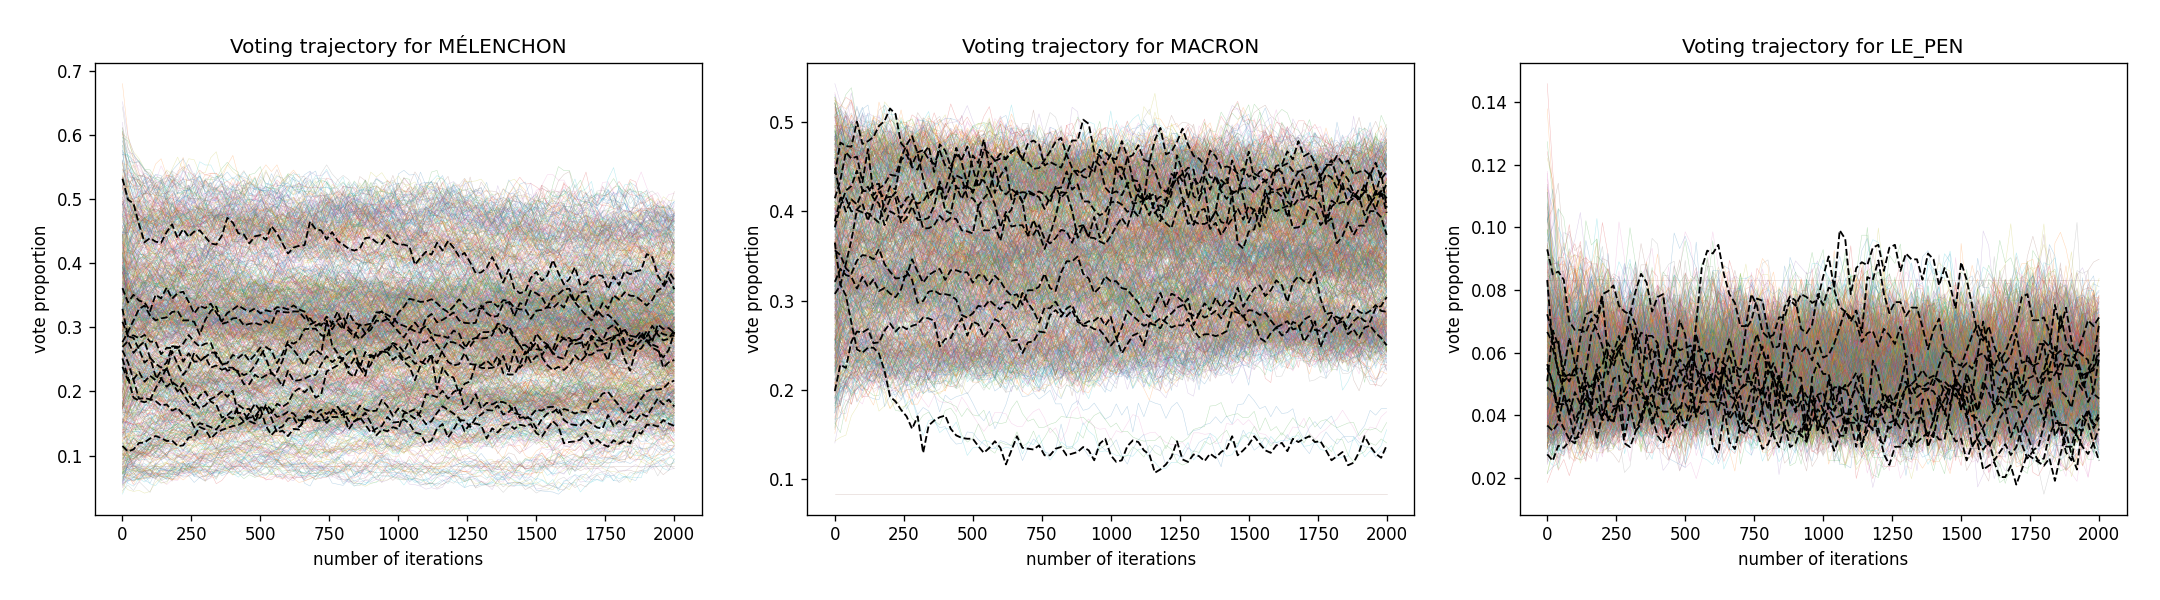 Voting trajectory for MÉLENCHON
vote proportion
0.7
0.6
0.5
0.4
0.3
0.2
0.1
0 250 500 750 1000 1250 1500 1750 2000
number of iterations
Voting trajectory for MACRON
vote proportion
0.5
0.4
0.3
0.2
0.1
0 250 500 750 1000 1250 1500 1750 2000
number of iterations
Voting trajectory for LE_PEN
vote proportion
0.14
0.12
0.10
0.08
0.06
0.04
0.02
0 250 500 750 1000 1250 1500 1750 2000
number of iterations